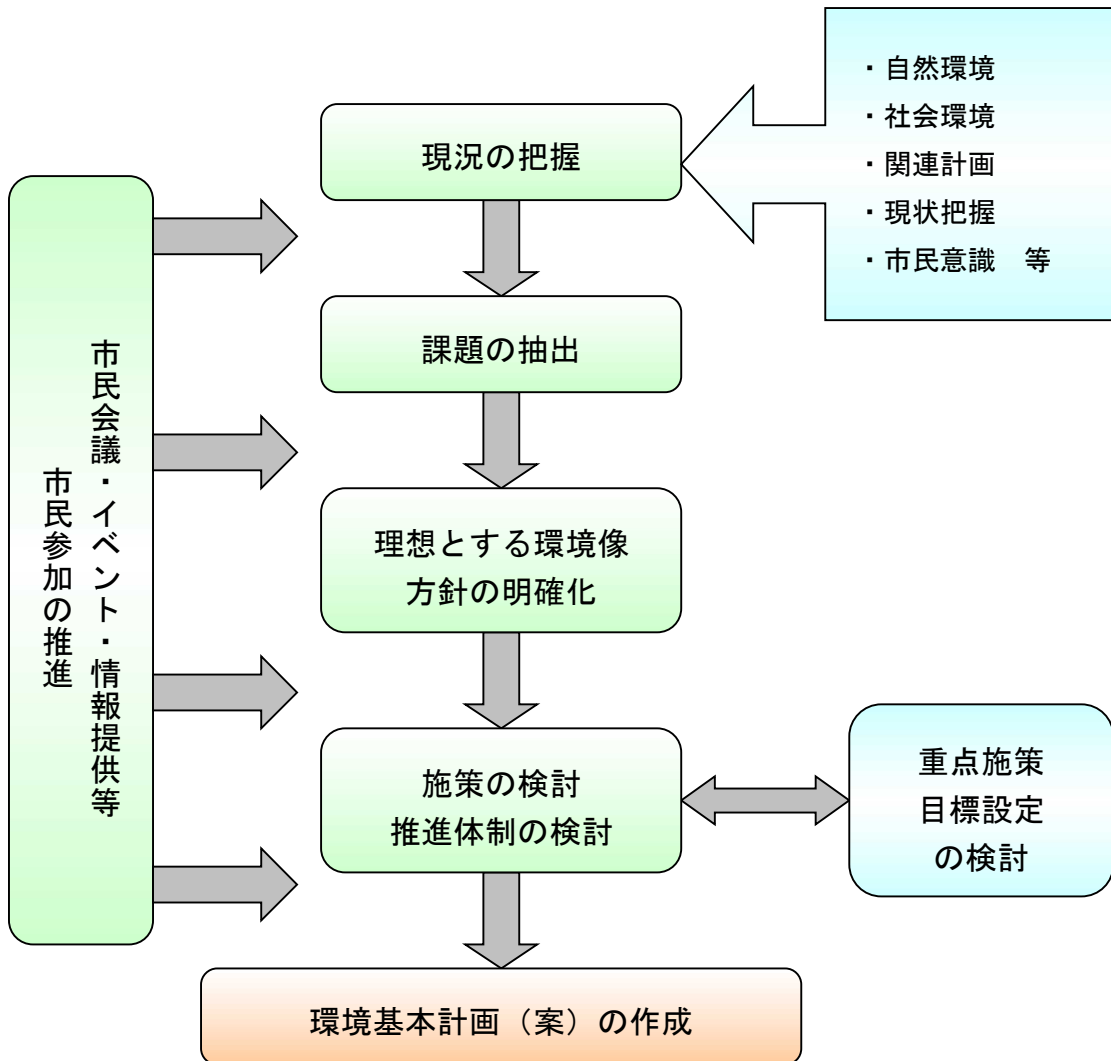 現況の把握
・自然環境
・社会環境
・関連計画
・現状把握
・市民意識　等
課題の抽出
市民会議・イベント・情報提供等
市民参加の推進
理想とする環境像
方針の明確化
施策の検討
推進体制の検討
重点施策
目標設定
の検討
環境基本計画（案）の作成